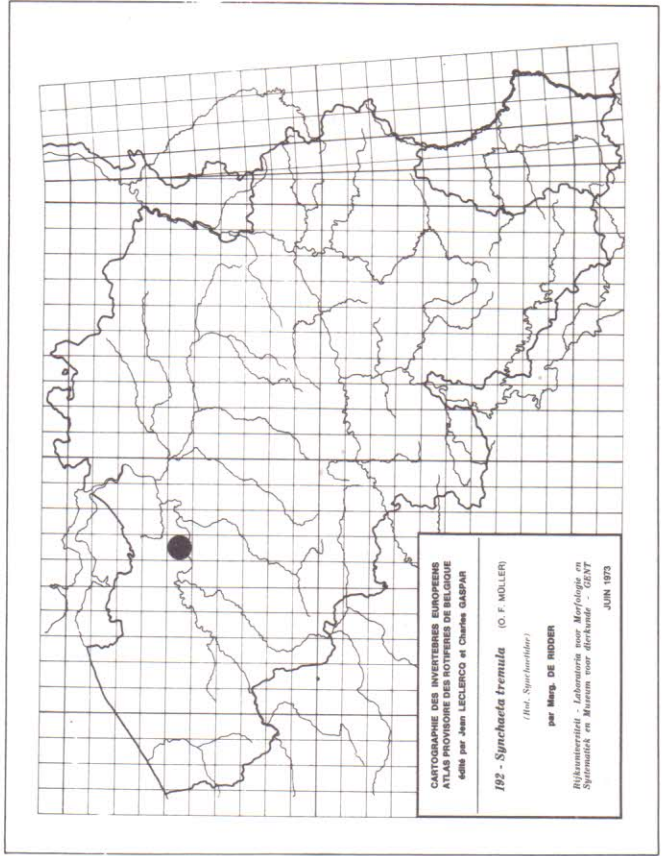 CARTOGRAPHIE DES INVERTEBRES EUROPEENS
ATLAS PROVISOIRE DES ROTIFERES DE BELGIQUE
édité par Jean LECLERCQ et Charles GASPAR
192 - Synchaeta tremula (O. F. MÜLLER)
(Rot. Synchaetidae)
par Marg. DE RIDDER
Rijksuniversiteit - Laboratoria voor Morfologie en
Systematiek en Museum voor dierkunde - GENT
JUIN 1973